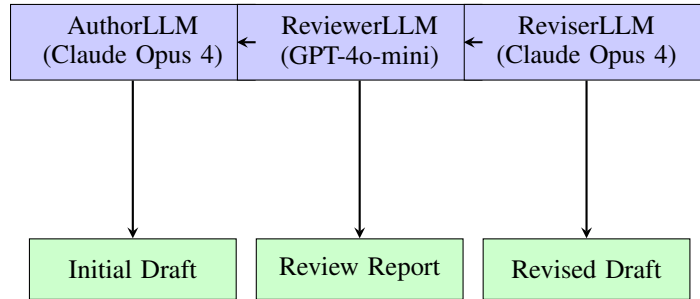 AuthorLLM
(Claude Opus 4)
ReviewerLLM
(GPT-4o-mini)
ReviserLLM
(Claude Opus 4)
Initial Draft
Review Report
Revised Draft